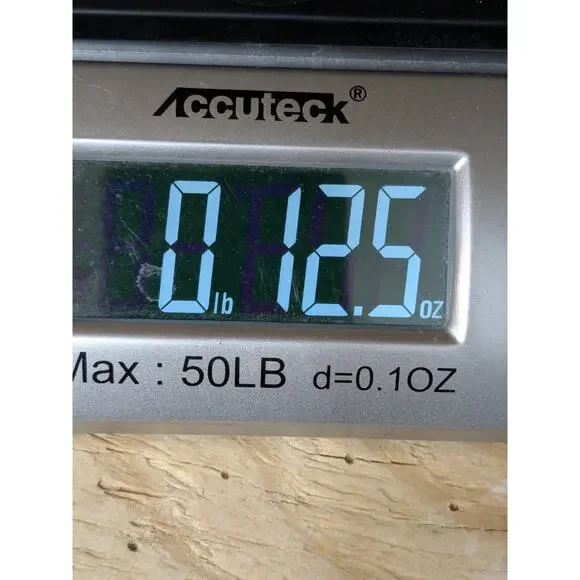 Accuteck®
0 lb 12.5 oz
Max : 50LB d=0.1OZ